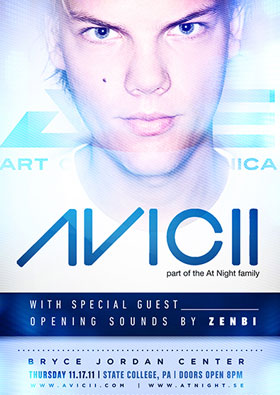 ART
NICA
AVICII
part of the At Night family
WITH SPECIAL GUEST
OPENING SOUNDS BY ZENBI
BRYCE JORDAN CENTER
THURSDAY 11.17.11 | STATE COLLEGE, PA | DOORS OPEN 8PM
WWW.AVICII.COM | WWW.ATNIGHT.SE